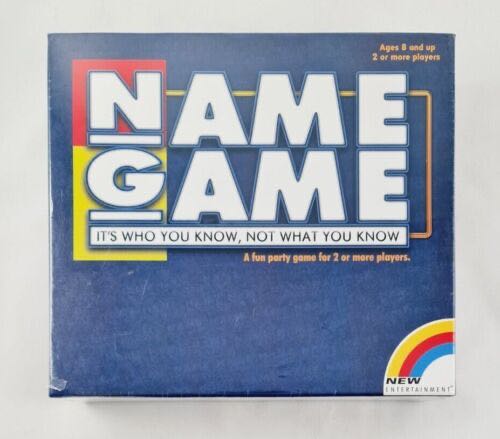 Ages 8 and up
2 or more players
NAME
GAME
IT'S WHO YOU KNOW, NOT WHAT YOU KNOW
A fun party game for 2 or more players.
NEW
ENTERTAINMENT